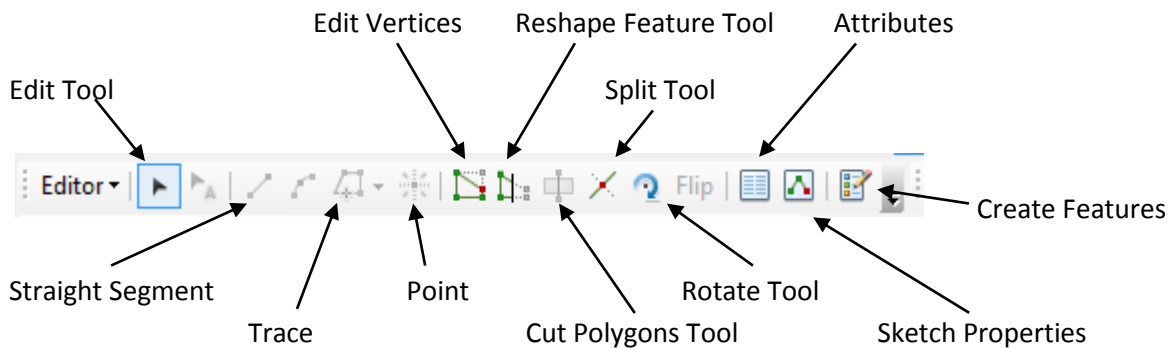 Edit Vertices Reshape Feature Tool Attributes
Edit Tool Split Tool
Editor A Flip
Create Features
Straight Segment Point Rotate Tool
Trace Cut Polygons Tool Sketch Properties